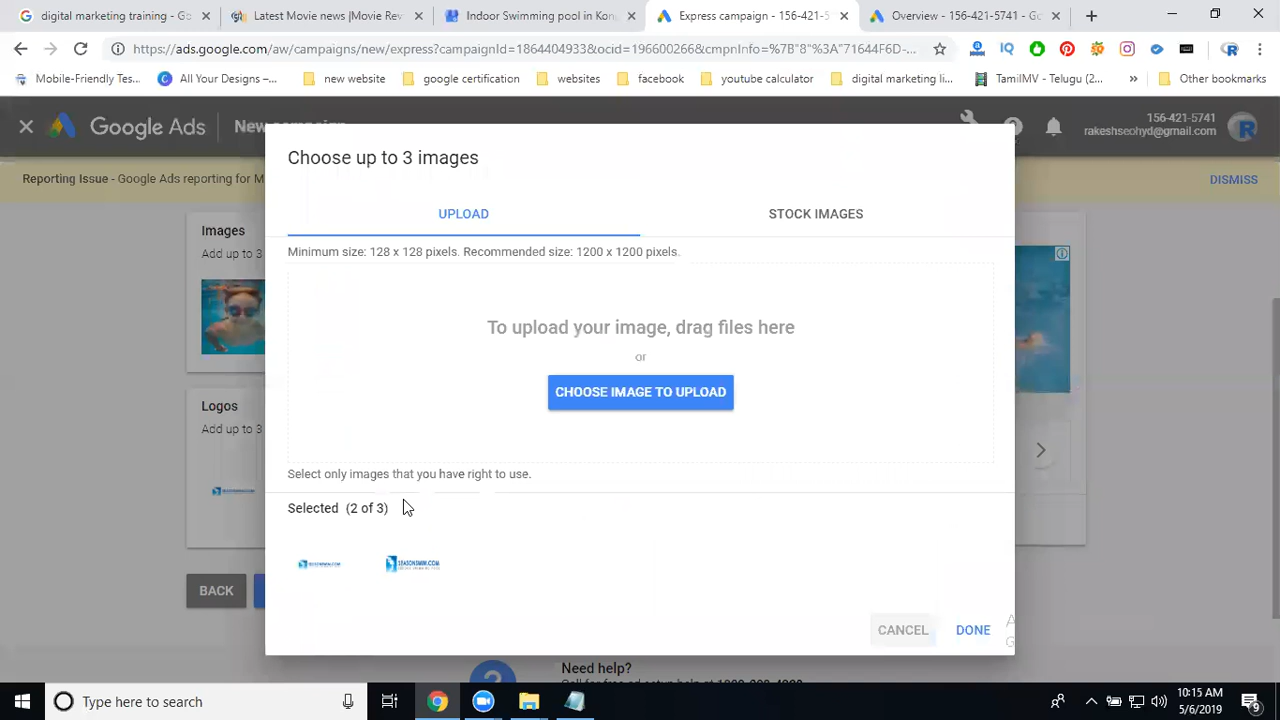 digital marketing training - Go
Latest Movie news |Movie Rev
Indoor Swimming pool in Kon
Express campaign - 156-421-5
Overview - 156-421-5741 - Go
https://ads.google.com/aw/campaigns/new/express?campaignId=1864404933&ocid=196600266&cmpnInfo=%7B"8"%3A"71644F6D-...
Mobile-Friendly Tes...
All Your Designs –...
new website
google certification
websites
facebook
youtube calculator
digital marketing li...
TamilMV - Telugu (2...
»
Other bookmarks
Google Ads
New campaign
156-421-5741
rakeshseohyd@gmail.com
Reporting Issue - Google Ads reporting for M
DISMISS
Choose up to 3 images
UPLOAD
STOCK IMAGES
Minimum size: 128 x 128 pixels. Recommended size: 1200 x 1200 pixels.
To upload your image, drag files here
or
CHOOSE IMAGE TO UPLOAD
Select only images that you have right to use.
Selected (2 of 3)
SEASONSWIM.COM
SEASONSWIM.COM
CANCEL
DONE
Images
Add up to 3
Logos
Add up to 3
BACK
Need help?
Type here to search
10:15 AM
5/6/2019